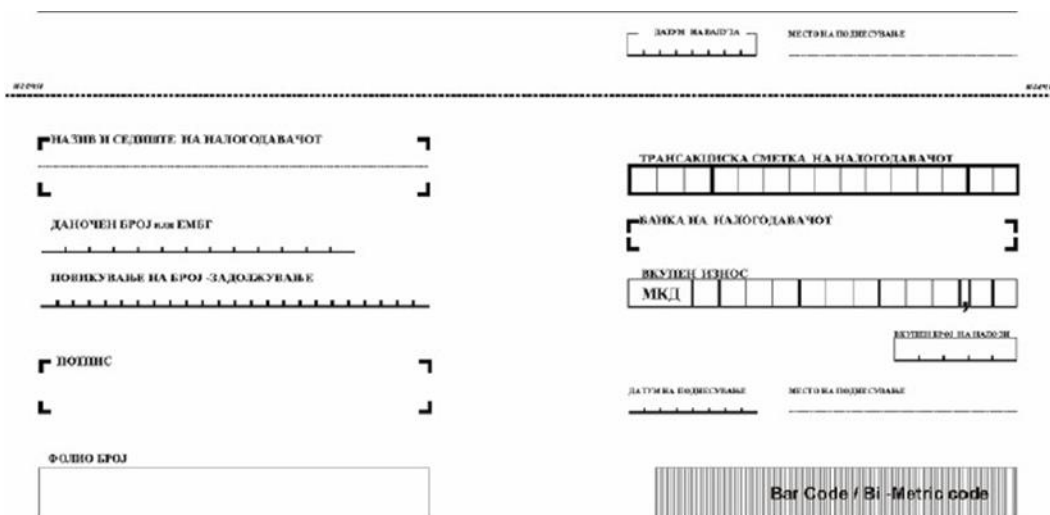 ДАТУМ НА ВАЛУТА
МЕСТО НА ПОДНЕСУВАЊЕ
НАЗИВ И СЕДИШТЕ НА НАЛОГОДАВАЧОТ
ТРАНСАКЦИСКА СМЕТКА НА НАЛОГОДАВАЧОТ
ДАНОЧЕН БРОЈ или ЕМБГ
БАНКА НА НАЛОГОДАВАЧОТ
ПОВИКУВАЊЕ НА БРОЈ -ЗАДОЛЖУВАЊЕ
ВКУПЕН ИЗНОС
МКД ,
ВКУПЕН БРОЈ НА НАЛОЗИ
ПОТПИС
ДАТУМ НА ПОДНЕСУВАЊЕ
МЕСТО НА ПОДНЕСУВАЊЕ
ФОЛИО БРОЈ
Bar Code / Bi -Metric code